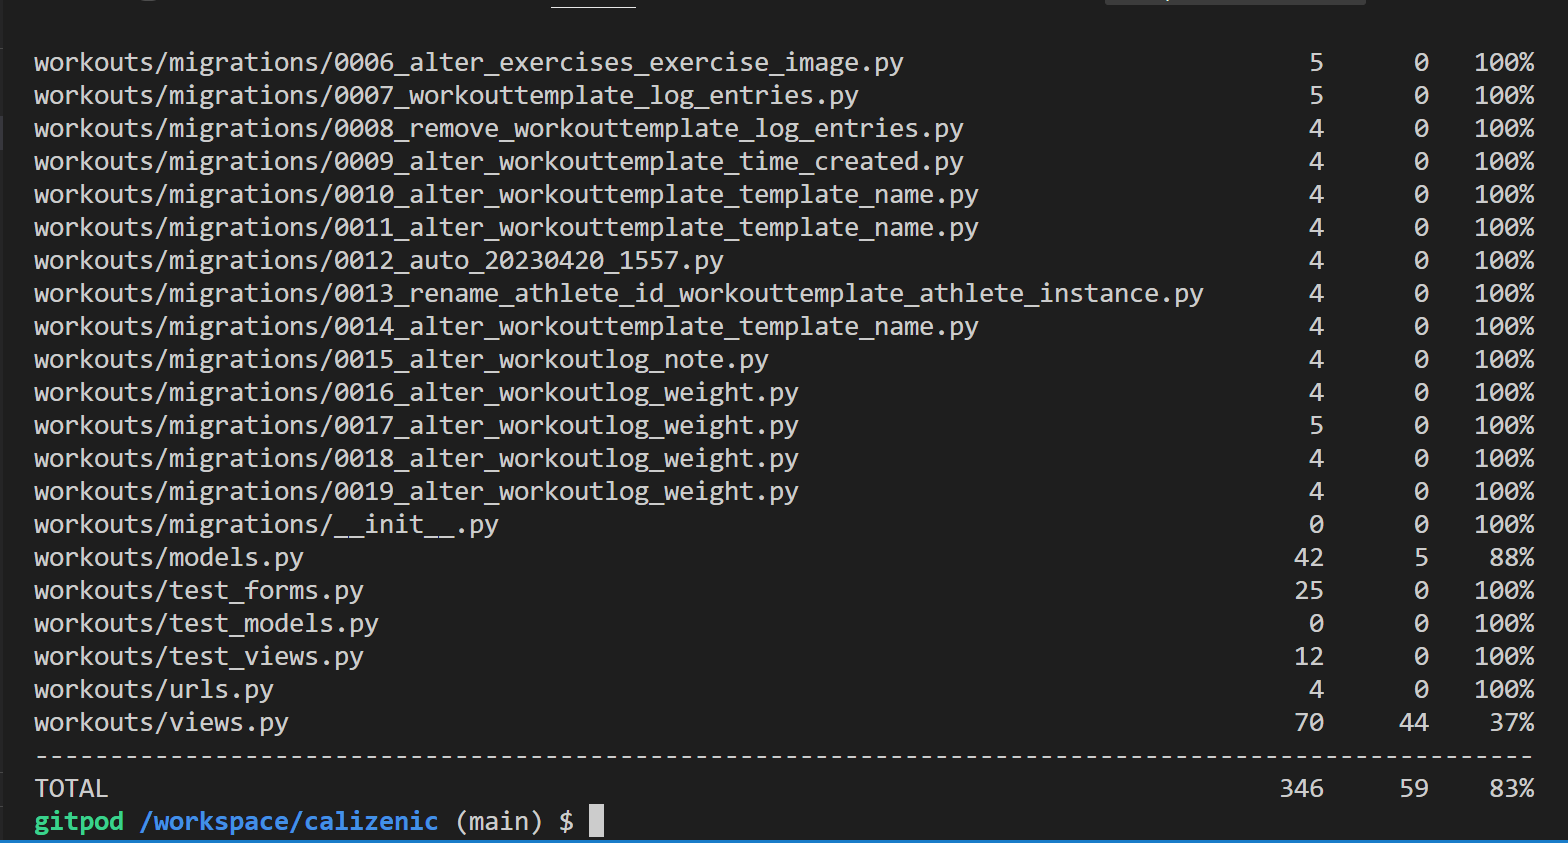 workouts/migrations/0006_alter_exercises_exercise_image.py 5 0 100%
workouts/migrations/0007_workouttemplate_log_entries.py 5 0 100%
workouts/migrations/0008_remove_workouttemplate_log_entries.py 4 0 100%
workouts/migrations/0009_alter_workouttemplate_time_created.py 4 0 100%
workouts/migrations/0010_alter_workouttemplate_template_name.py 4 0 100%
workouts/migrations/0011_alter_workouttemplate_template_name.py 4 0 100%
workouts/migrations/0012_auto_20230420_1557.py 4 0 100%
workouts/migrations/0013_rename_athlete_id_workouttemplate_athlete_instance.py 4 0 100%
workouts/migrations/0014_alter_workouttemplate_template_name.py 4 0 100%
workouts/migrations/0015_alter_workoutlog_note.py 4 0 100%
workouts/migrations/0016_alter_workoutlog_weight.py 4 0 100%
workouts/migrations/0017_alter_workoutlog_weight.py 5 0 100%
workouts/migrations/0018_alter_workoutlog_weight.py 4 0 100%
workouts/migrations/0019_alter_workoutlog_weight.py 4 0 100%
workouts/migrations/__init__.py 0 0 100%
workouts/models.py 42 5 88%
workouts/test_forms.py 25 0 100%
workouts/test_models.py 0 0 100%
workouts/test_views.py 12 0 100%
workouts/urls.py 4 0 100%
workouts/views.py 70 44 37%
----------------------------------------------------------------------------------------------------
TOTAL 346 59 83%
gitpod /workspace/calizenic (main) $